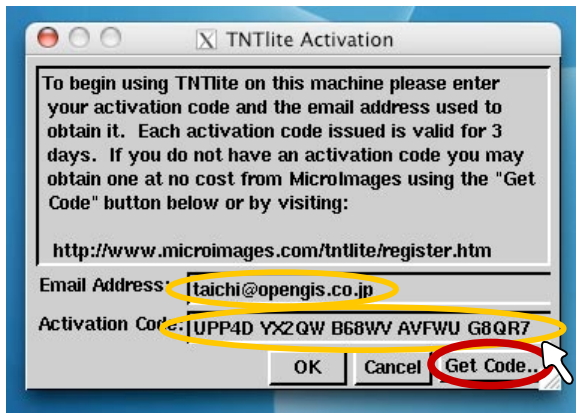 TNTlite Activation
To begin using TNTlite on this machine please enter
your activation code and the email address used to
obtain it. Each activation code issued is valid for 3
days. If you do not have an activation code you may
obtain one at no cost from MicroImages using the "Get
Code" button below or by visiting:
http://www.microimages.com/tntlite/register.htm
Email Address: taichi@opengis.co.jp
Activation Code: UPP4D YX2QW B68WV AVFWU G8QR7
OK Cancel Get Code..